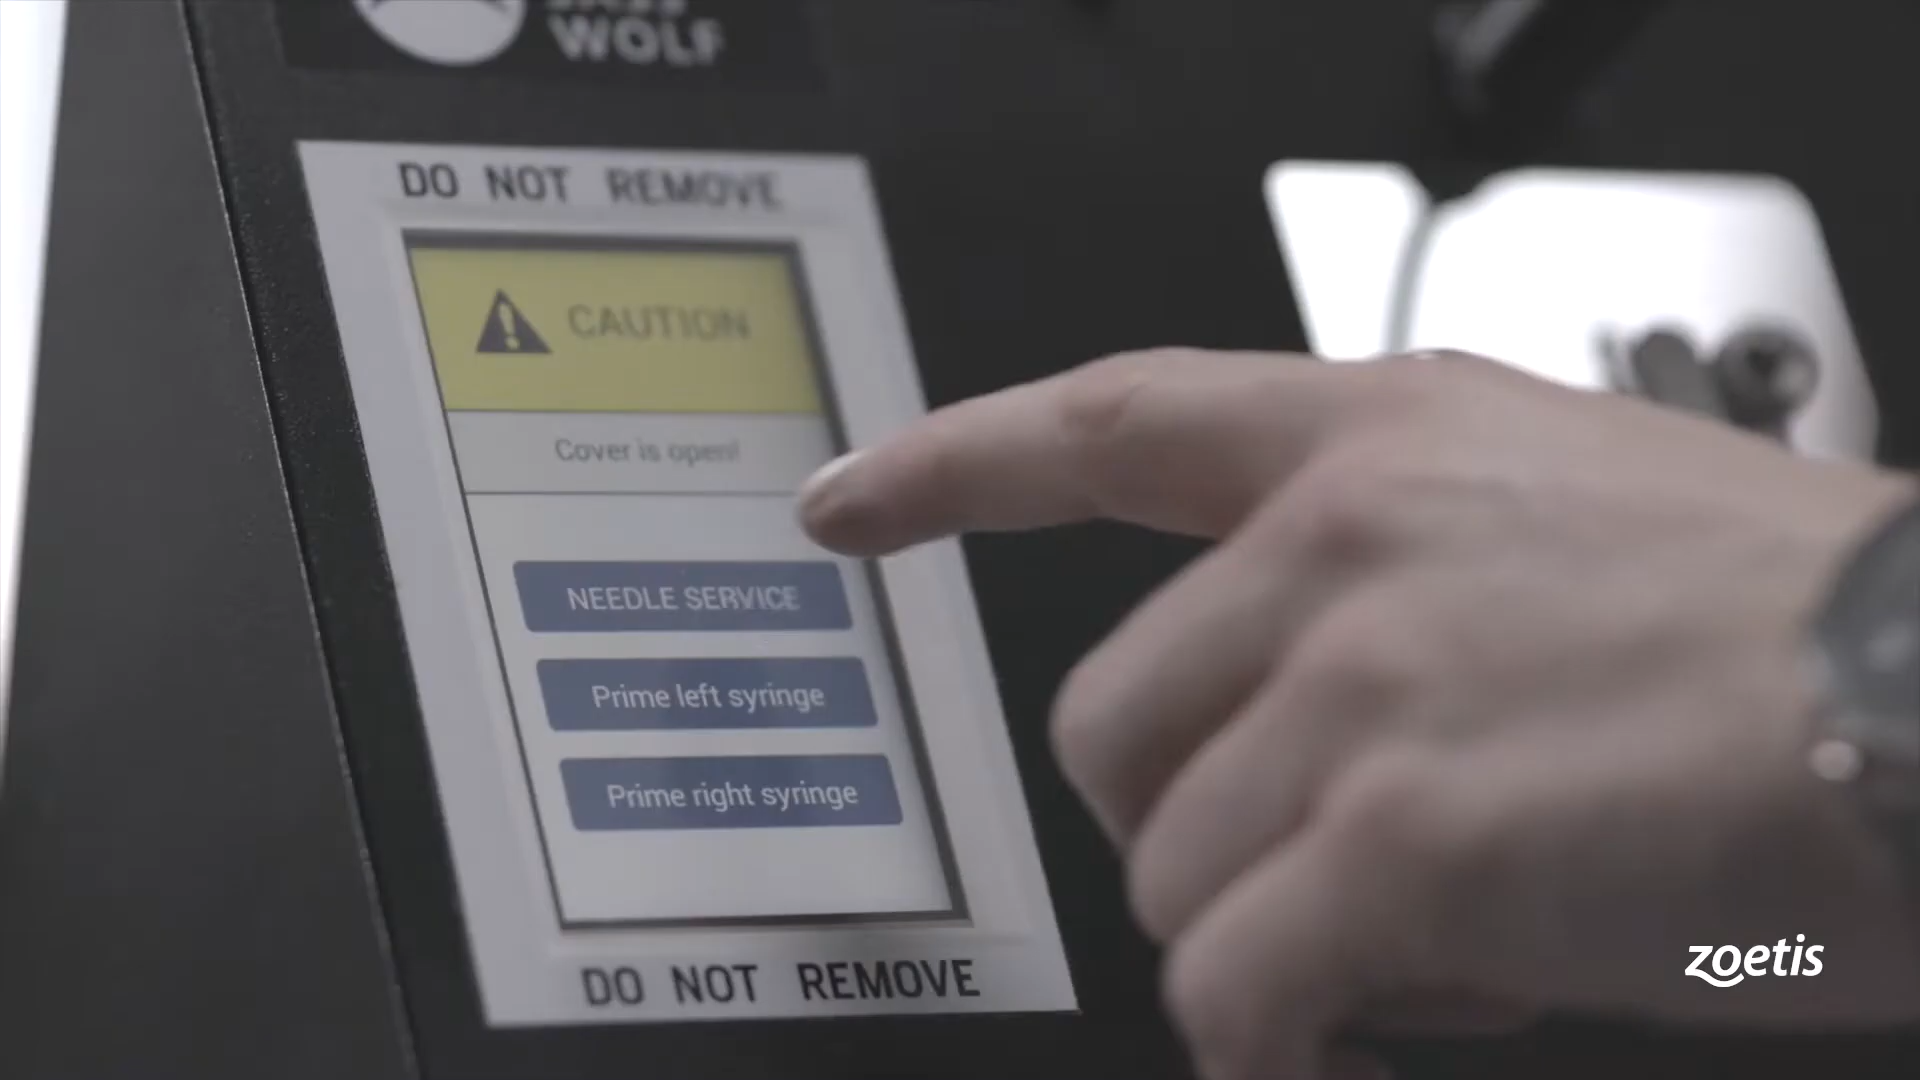 WOLF
DO NOT REMOVE
CAUTION
Cover is open!
NEEDLE SERVICE
Prime left syringe
Prime right syringe
DO NOT REMOVE
zoetis